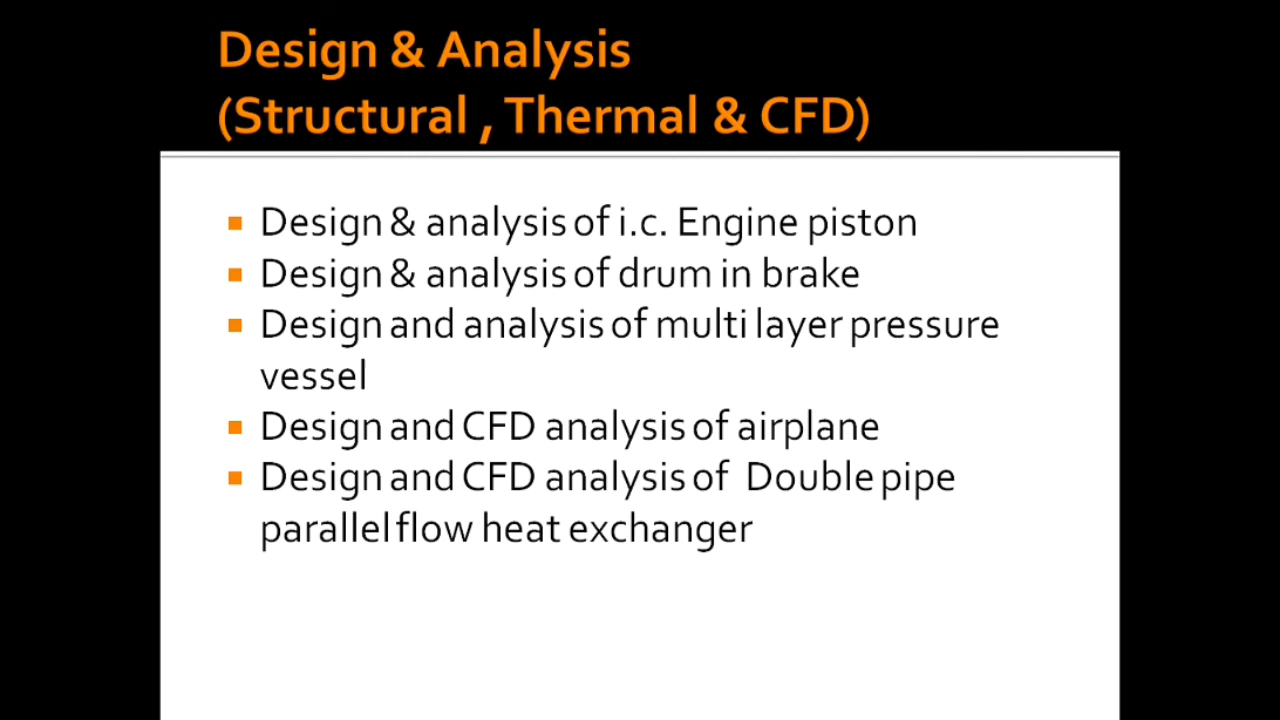 Design & Analysis
(Structural , Thermal & CFD)
Design & analysis of i.c. Engine piston
Design & analysis of drum in brake
Design and analysis of multi layer pressure
vessel
Design and CFD analysis of airplane
Design and CFD analysis of  Double pipe
parallel flow heat exchanger